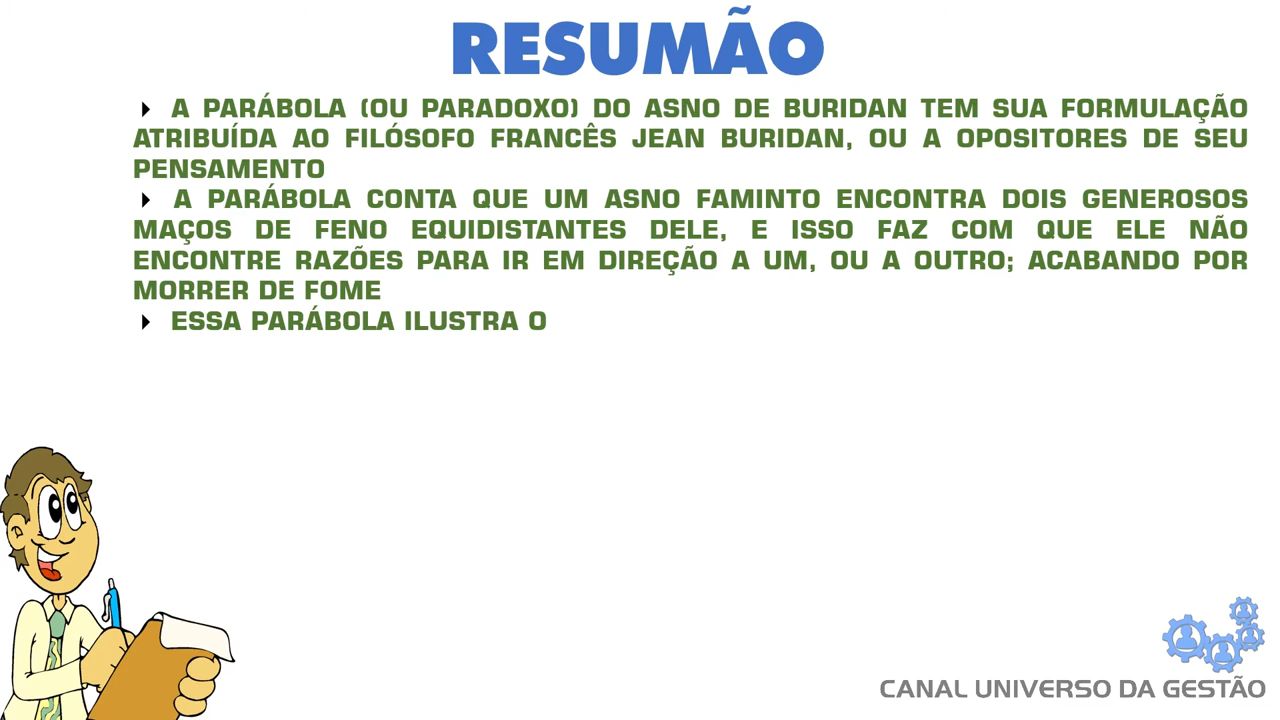 RESUMÃO
A PARÁBOLA (OU PARADOXO) DO ASNO DE BURIDAN TEM SUA FORMULAÇÃO
ATRIBUÍDA AO FILÓSOFO FRANCÊS JEAN BURIDAN, OU A OPOSITORES DE SEU
PENSAMENTO
A PARÁBOLA CONTA QUE UM ASNO FAMINTO ENCONTRA DOIS GENEROSOS
MAÇOS DE FENO EQUIDISTANTES DELE, E ISSO FAZ COM QUE ELE NÃO
ENCONTRE RAZÕES PARA IR EM DIREÇÃO A UM, OU A OUTRO; ACABANDO POR
MORRER DE FOME
ESSA PARÁBOLA ILUSTRA O
CANAL UNIVERSO DA GESTÃO